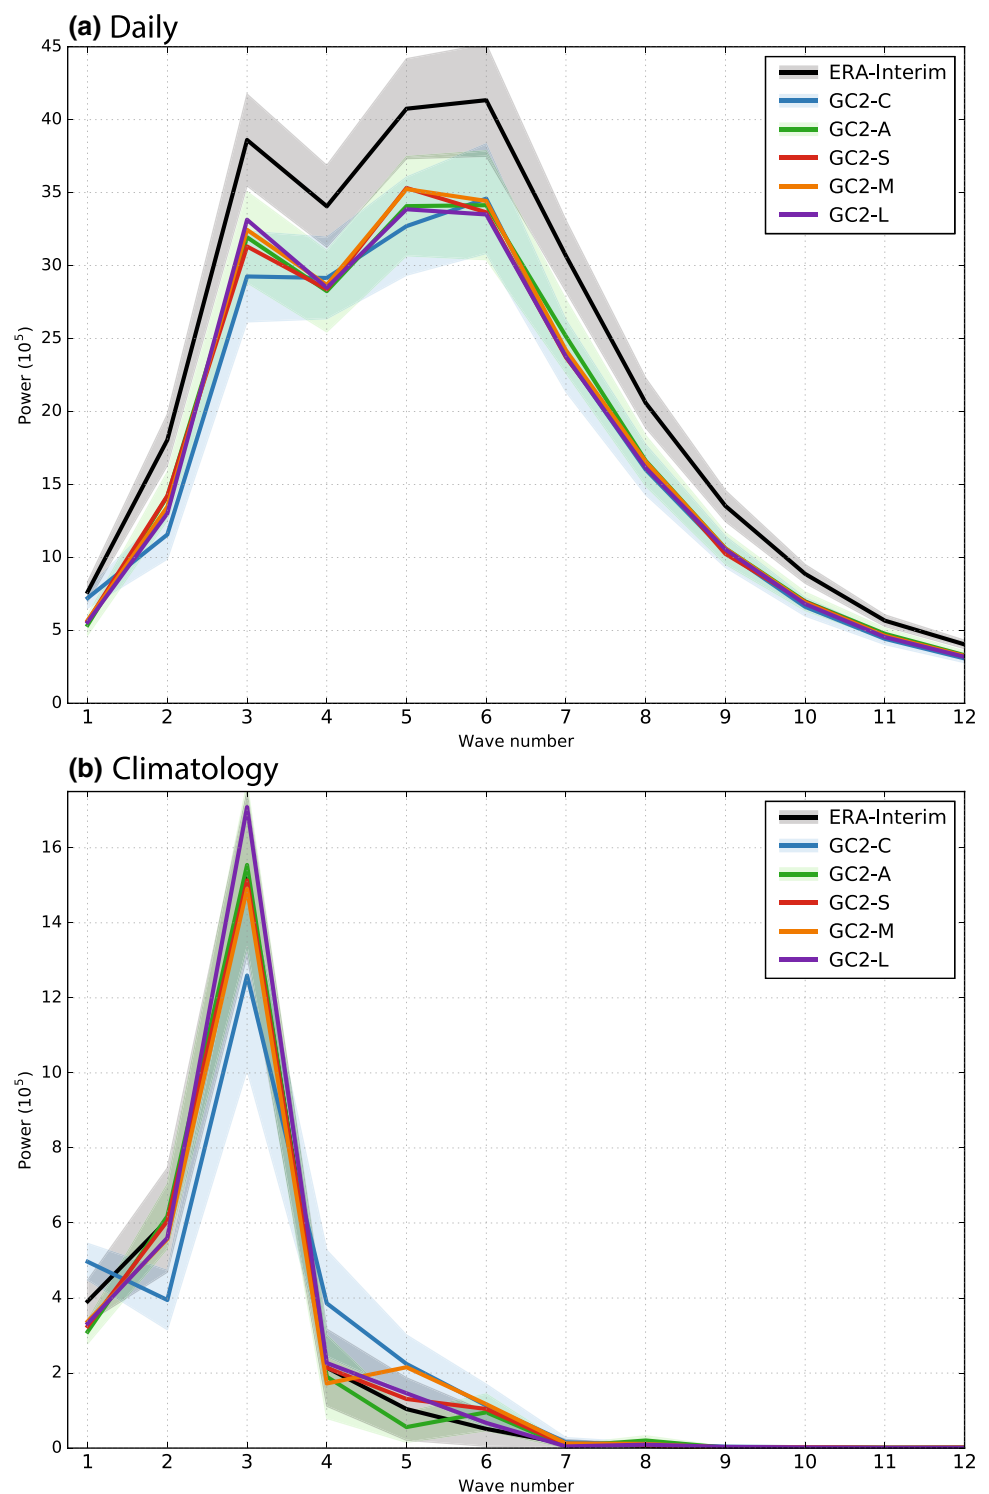 (a) Daily
45
40
35
30
25
20
15
10
5
0
Power (10⁵)
ERA-Interim
GC2-C
GC2-A
GC2-S
GC2-M
GC2-L
1 2 3 4 5 6 7 8 9 10 11 12
Wave number
(b) Climatology
16
14
12
10
8
6
4
2
0
Power (10⁵)
ERA-Interim
GC2-C
GC2-A
GC2-S
GC2-M
GC2-L
1 2 3 4 5 6 7 8 9 10 11 12
Wave number